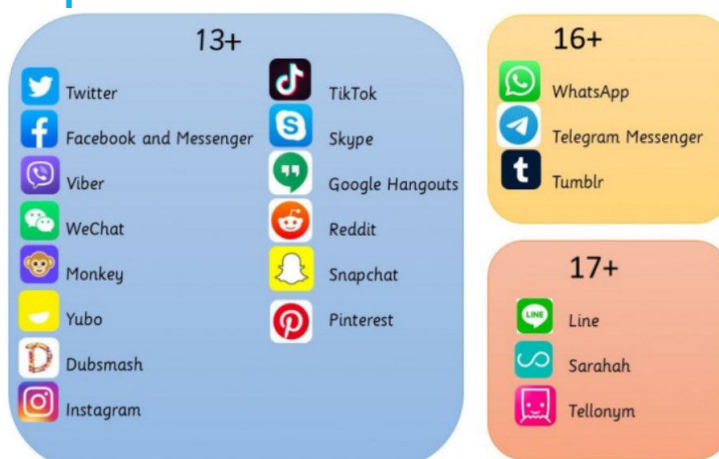 13+
Twitter
Facebook and Messenger
Viber
WeChat
Monkey
Yubo
Dubsmash
Instagram
TikTok
Skype
Google Hangouts
Reddit
Snapchat
Pinterest
16+
WhatsApp
Telegram Messenger
Tumblr
17+
LINE
Line
Sarahah
Tellonym